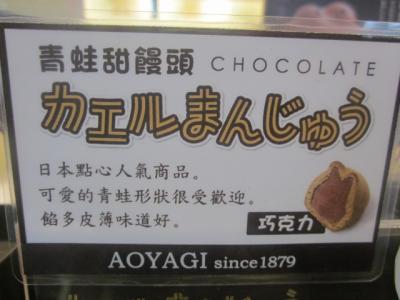 青蛙甜饅頭 CHOCOLATE
カエルまんじゅう
日本點心人氣商品。
可愛的青蛙形狀很受歡迎。
餡多皮薄味道好。
巧克力
AOYAGI since1879